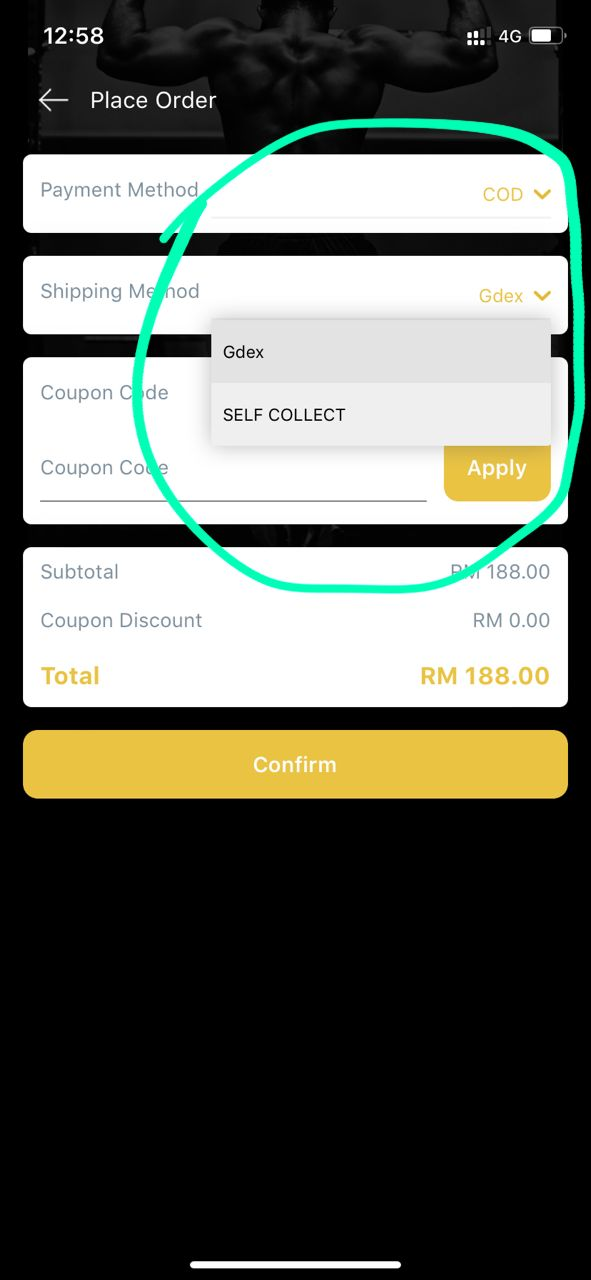 12:58 4G
Place Order
Payment Method COD
Shipping Method Gdex
Gdex
Coupon Code
SELF COLLECT
Coupon Code Apply
Subtotal RM 188.00
Coupon Discount RM 0.00
Total RM 188.00
Confirm